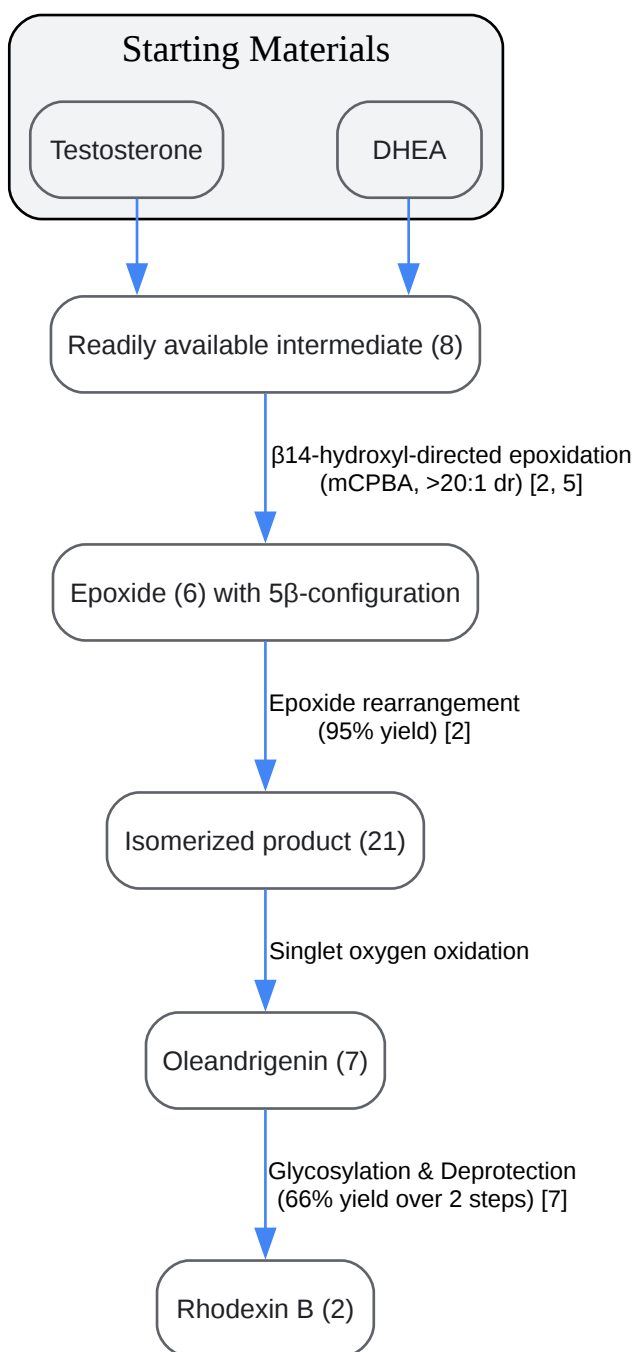 Starting Materials
Testosterone
DHEA
Readily available intermediate (8)
β14-hydroxyl-directed epoxidation
(mCPBA, >20:1 dr) [2, 5]
Epoxide (6) with 5β-configuration
Epoxide rearrangement
(95% yield) [2]
Isomerized product (21)
Singlet oxygen oxidation
Oleandrigenin (7)
Glycosylation & Deprotection
(66% yield over 2 steps) [7]
Rhodexin B (2)